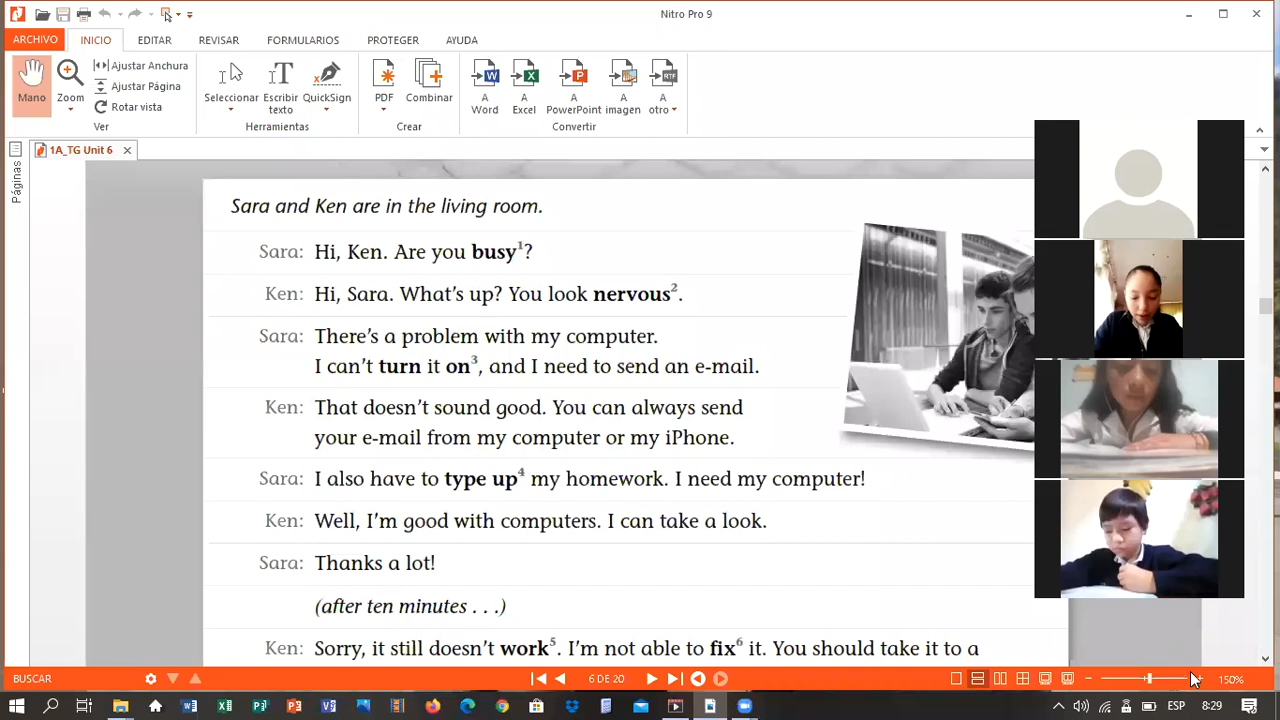 Nitro Pro 9
ARCHIVO INICIO EDITAR REVISAR FORMULARIOS PROTEGER AYUDA
Mano
Zoom
Ajustar Anchura
Ajustar Página
Rotar vista
Ver
Seleccionar
Escribir texto
QuickSign
Herramientas
PDF
Combinar
Crear
A Word
A Excel
A PowerPoint
A imagen
A otro
Convertir
1A_TG Unit 6
Páginas
Sara and Ken are in the living room.
Sara: Hi, Ken. Are you busy¹?
Ken: Hi, Sara. What's up? You look nervous².
Sara: There's a problem with my computer.
I can't turn it on³, and I need to send an e-mail.
Ken: That doesn't sound good. You can always send
your e-mail from my computer or my iPhone.
Sara: I also have to type up⁴ my homework. I need my computer!
Ken: Well, I'm good with computers. I can take a look.
Sara: Thanks a lot!
(after ten minutes . . .)
Ken: Sorry, it still doesn't work⁵. I'm not able to fix⁶ it. You should take it to a
BUSCAR 6 DE 20 150%
ESP 8:29